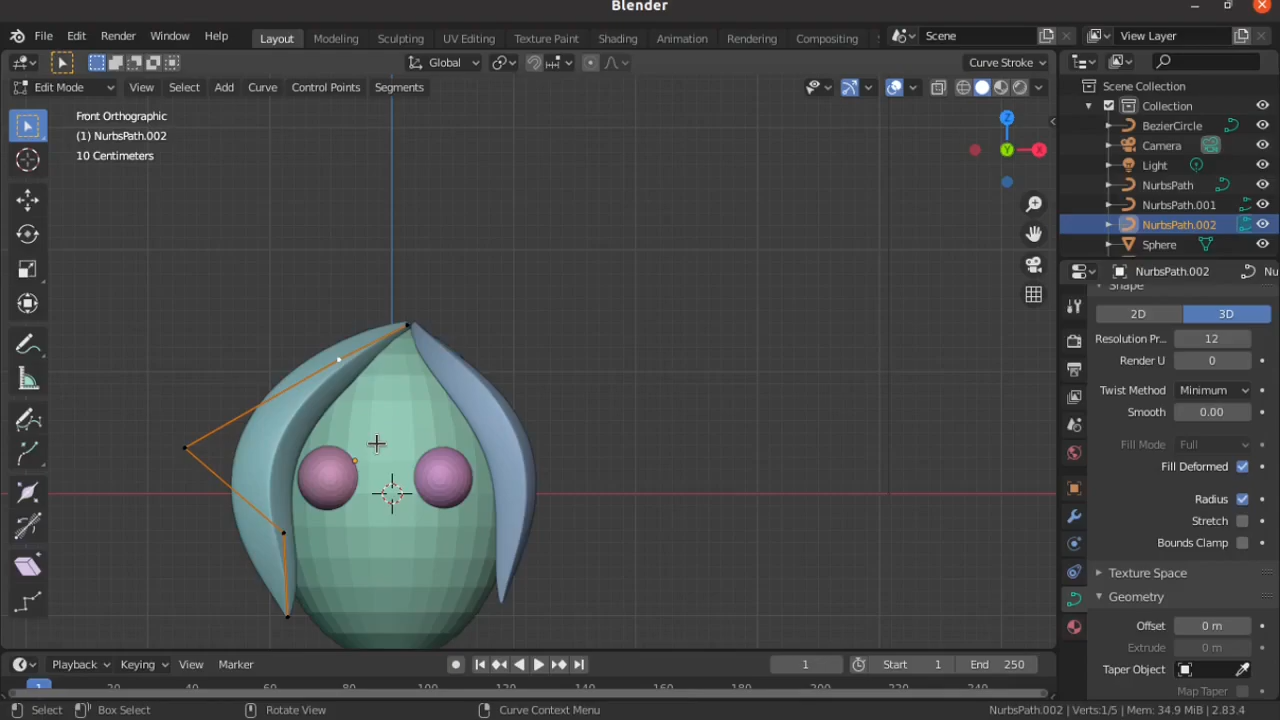 Blender
File Edit Render Window Help Layout Modeling Sculpting UV Editing Texture Paint Shading Animation Rendering Compositing Scene View Layer
Global Curve Stroke
Edit Mode View Select Add Curve Control Points Segments
Scene Collection
Collection
BezierCircle
Camera
Light
NurbsPath
NurbsPath.001
NurbsPath.002
Sphere
Front Orthographic
(1) NurbsPath.002
10 Centimeters
Z
Y
X
NurbsPath.002 Nu
Shape
2D 3D
Resolution Pr... 12
Render U 0
Twist Method Minimum
Smooth 0.00
Fill Mode Full
Fill Deformed
Radius
Stretch
Bounds Clamp
Texture Space
Geometry
Offset 0 m
Extrude 0 m
Taper Object
Map Taper
Playback Keying View Marker 1 Start 1 End 250
1 20 40 60 80 100 120 140 160 180 200 220 240
Select Box Select Rotate View Curve Context Menu NurbsPath.002 | Verts:1/5 | Mem: 34.9 MiB | 2.83.4